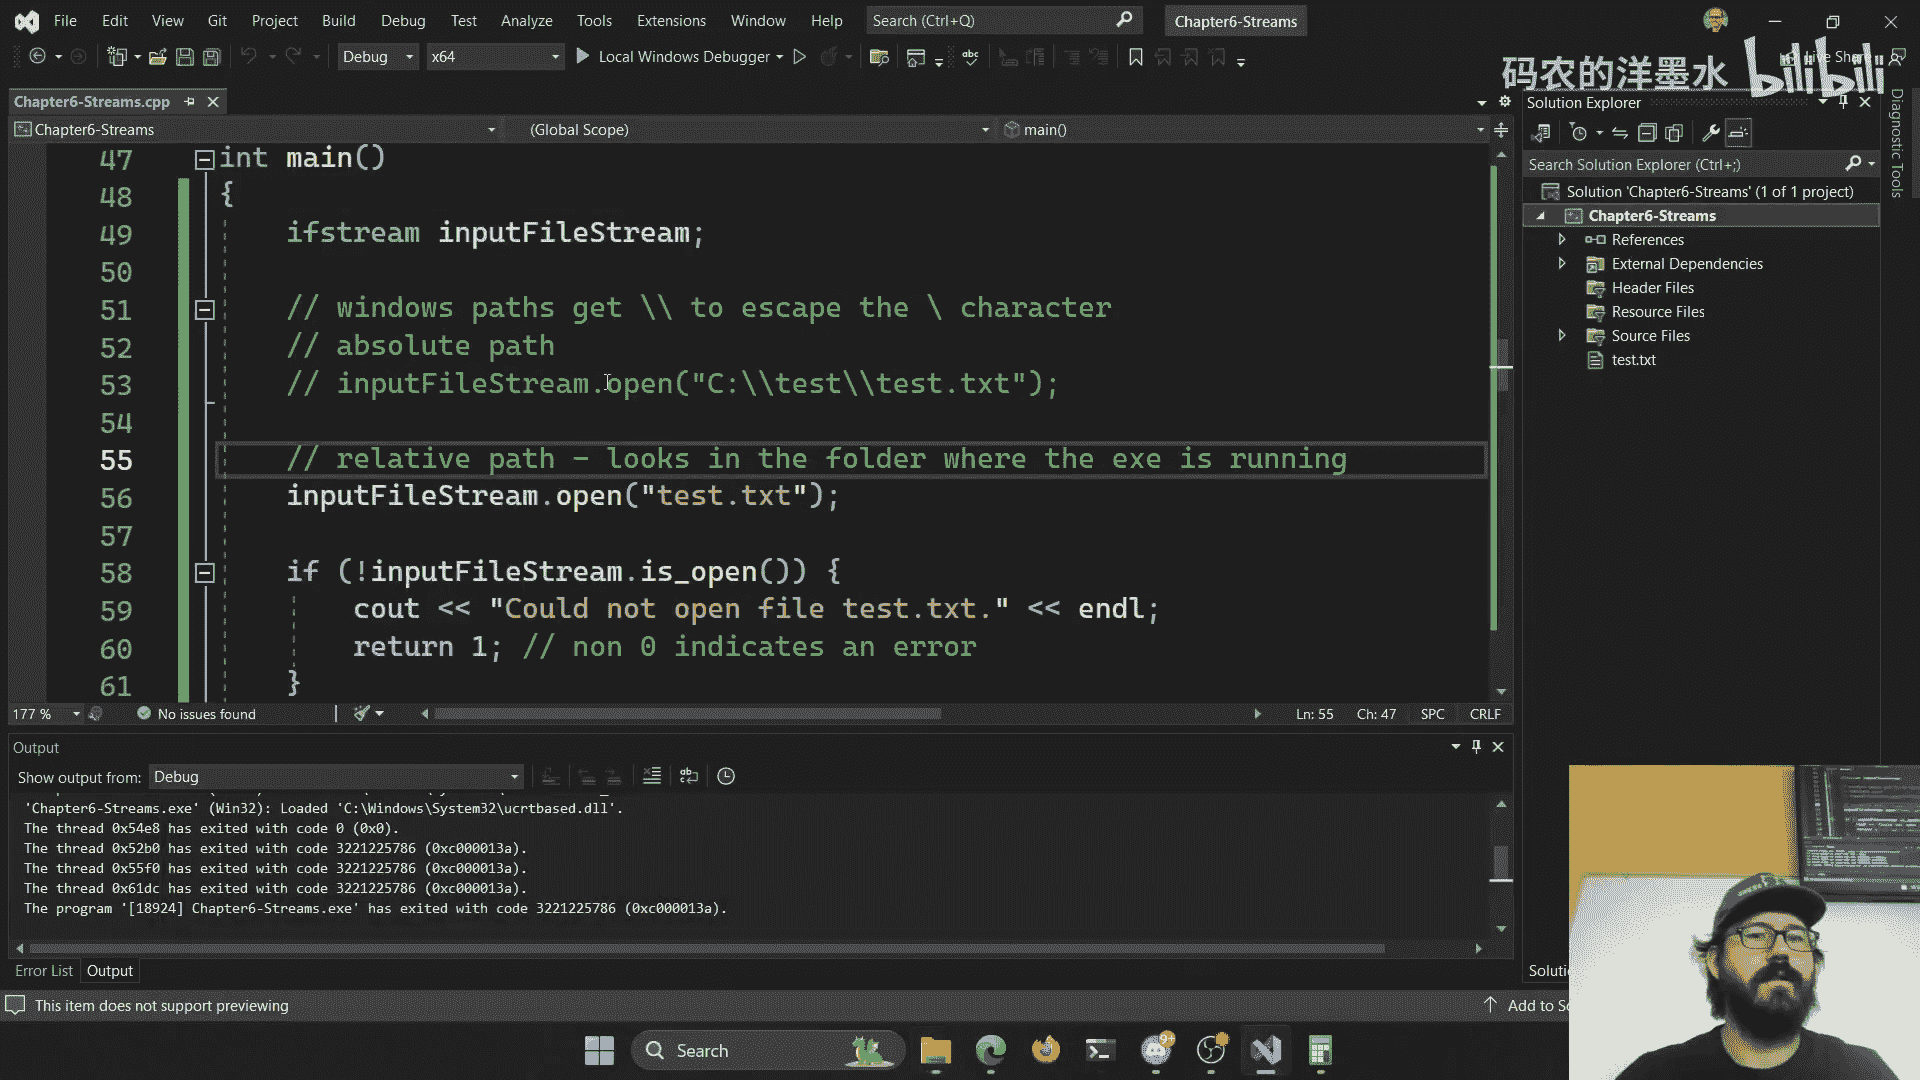 File Edit View Git Project Build Debug Test Analyze Tools Extensions Window Help Search (Ctrl+Q) Chapter6-Streams
Debug x64 Local Windows Debugger Live Share
码农的洋墨水 bilibili
Chapter6-Streams.cpp
Chapter6-Streams (Global Scope) main()
47 int main()
48 {
49 ifstream inputFileStream;
50
51 // windows paths get \\ to escape the \ character
52 // absolute path
53 // inputFileStream.open("C:\\test\\test.txt");
54
55 // relative path - looks in the folder where the exe is running
56 inputFileStream.open("test.txt");
57
58 if (!inputFileStream.is_open()) {
59 cout << "Could not open file test.txt." << endl;
60 return 1; // non 0 indicates an error
61 }
177 % No issues found Ln: 55 Ch: 47 SPC CRLF
Output
Show output from: Debug
'Chapter6-Streams.exe' (Win32): Loaded 'C:\Windows\System32\ucrtbased.dll'.
The thread 0x54e8 has exited with code 0 (0x0).
The thread 0x52b0 has exited with code 3221225786 (0xc000013a).
The thread 0x55f0 has exited with code 3221225786 (0xc000013a).
The thread 0x61dc has exited with code 3221225786 (0xc000013a).
The program '[18924] Chapter6-Streams.exe' has exited with code 3221225786 (0xc000013a).
Error List Output
Solution Explorer
Search Solution Explorer (Ctrl+;)
Solution 'Chapter6-Streams' (1 of 1 project)
Chapter6-Streams
References
External Dependencies
Header Files
Resource Files
Source Files
test.txt
Diagnostic Tools
Soluti
This item does not support previewing
Add to So
Search
9+